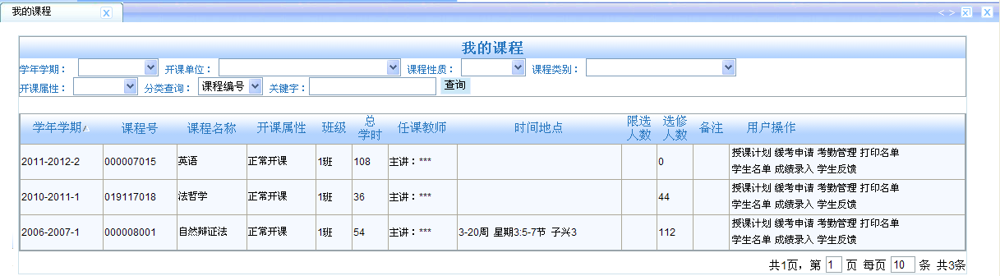 我的课程
我的课程
学年学期： 开课单位： 课程性质： 课程类别：
开课属性： 分类查询： 课程编号 关键字： 查询
学年学期 课程号 课程名称 开课属性 班级 总学时 任课教师 时间地点 限选人数 选修人数 备注 用户操作
2011-2012-2 000007015 英语 正常开课 1班 108 主讲：*** 0 授课计划 缓考申请 考勤管理 打印名单
学生名单 成绩录入 学生反馈
2010-2011-1 019117018 法哲学 正常开课 1班 36 主讲：*** 44 授课计划 缓考申请 考勤管理 打印名单
学生名单 成绩录入 学生反馈
2006-2007-1 000008001 自然辩证法 正常开课 1班 54 主讲：*** 3-20周 星期3:5-7节 子兴3 112 授课计划 缓考申请 考勤管理 打印名单
学生名单 成绩录入 学生反馈
共1页，第 1 页 每页 10 条 共3条